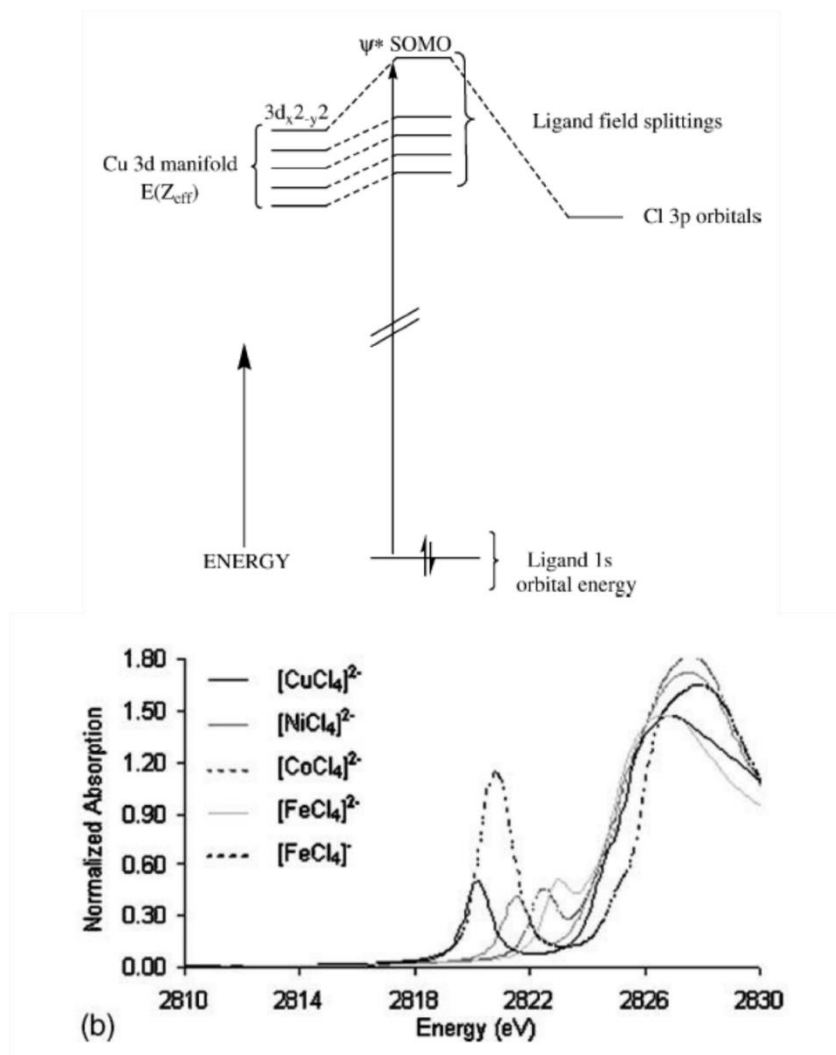 ψ* SOMO
3dx2-y2
Ligand field splittings
Cu 3d manifold
E(Zeff)
Cl 3p orbitals
ENERGY
Ligand 1s
orbital energy
1.80
1.50
1.20
0.90
0.60
0.30
0.00
Normalized Absorption
[CuCl4]2-
[NiCl4]2-
[CoCl4]2-
[FeCl4]2-
[FeCl4]-
2810
2814
2818
2822
2826
2830
Energy (eV)
(b)